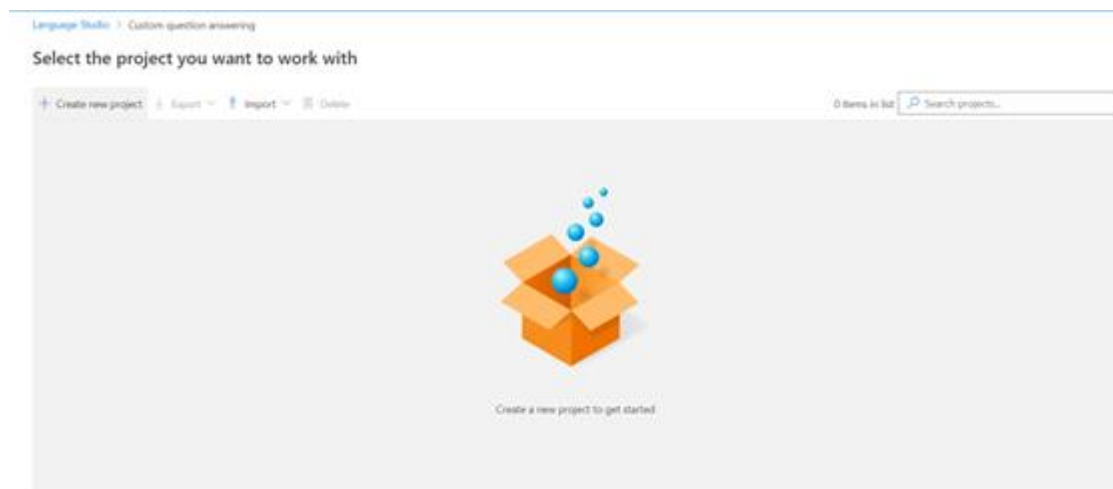 Language Studio > Custom question answering
Select the project you want to work with
+ Create new project Export Import Delete 0 items in list Search projects...
Create a new project to get started